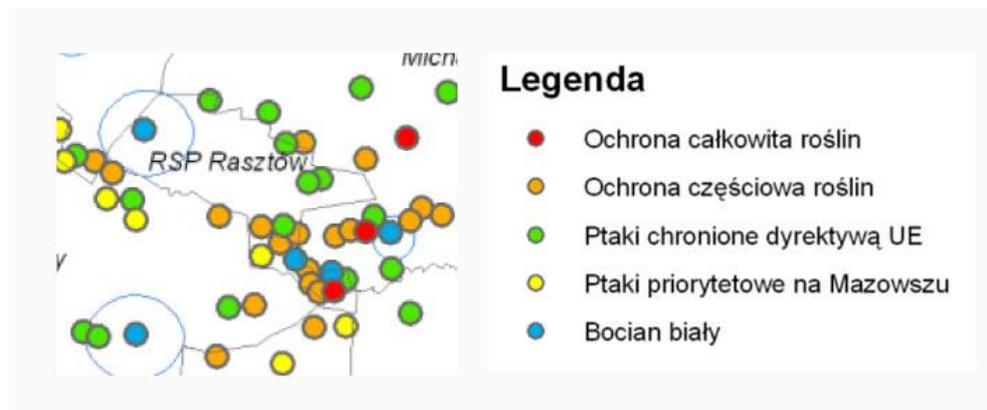 RSP Rasztów
y
Legenda
Ochrona całkowita roślin
Ochrona częściowa roślin
Ptaki chronione dyrektywą UE
Ptaki priorytetowe na Mazowszu
Bocian biały